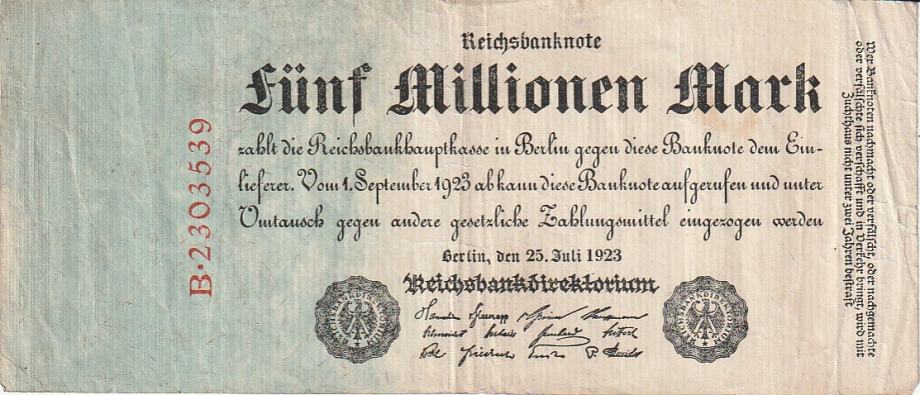 Reichsbanknote
Fünf Millionen Mark
zahlt die Reichsbankhauptkasse in Berlin gegen diese Banknote dem Ein-
lieferer. Vom 1. September 1923 ab kann diese Banknote aufgerufen und unter
Umtausch gegen andere gesetzliche Zahlungsmittel eingezogen werden
Berlin, den 25. Juli 1923
Reichsbankdirektorium
B·2303539
Wer Banknoten nachmacht oder verfälscht, oder nachgemachte
oder verfälschte sich verschafft und in Verkehr bringt, wird mit
Zuchthaus nicht unter zwei Jahren bestraft